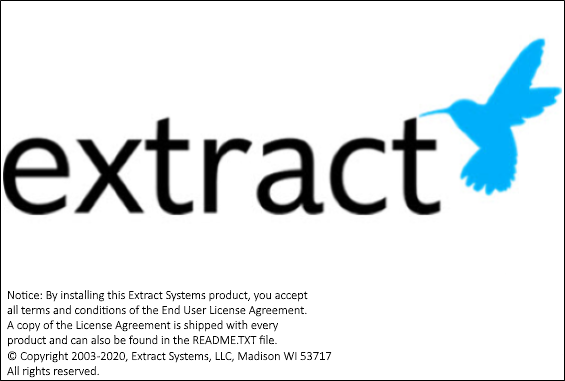 extract
Notice: By installing this Extract Systems product, you accept
all terms and conditions of the End User License Agreement.
A copy of the License Agreement is shipped with every
product and can also be found in the README.TXT file.
© Copyright 2003-2020, Extract Systems, LLC, Madison WI 53717
All rights reserved.